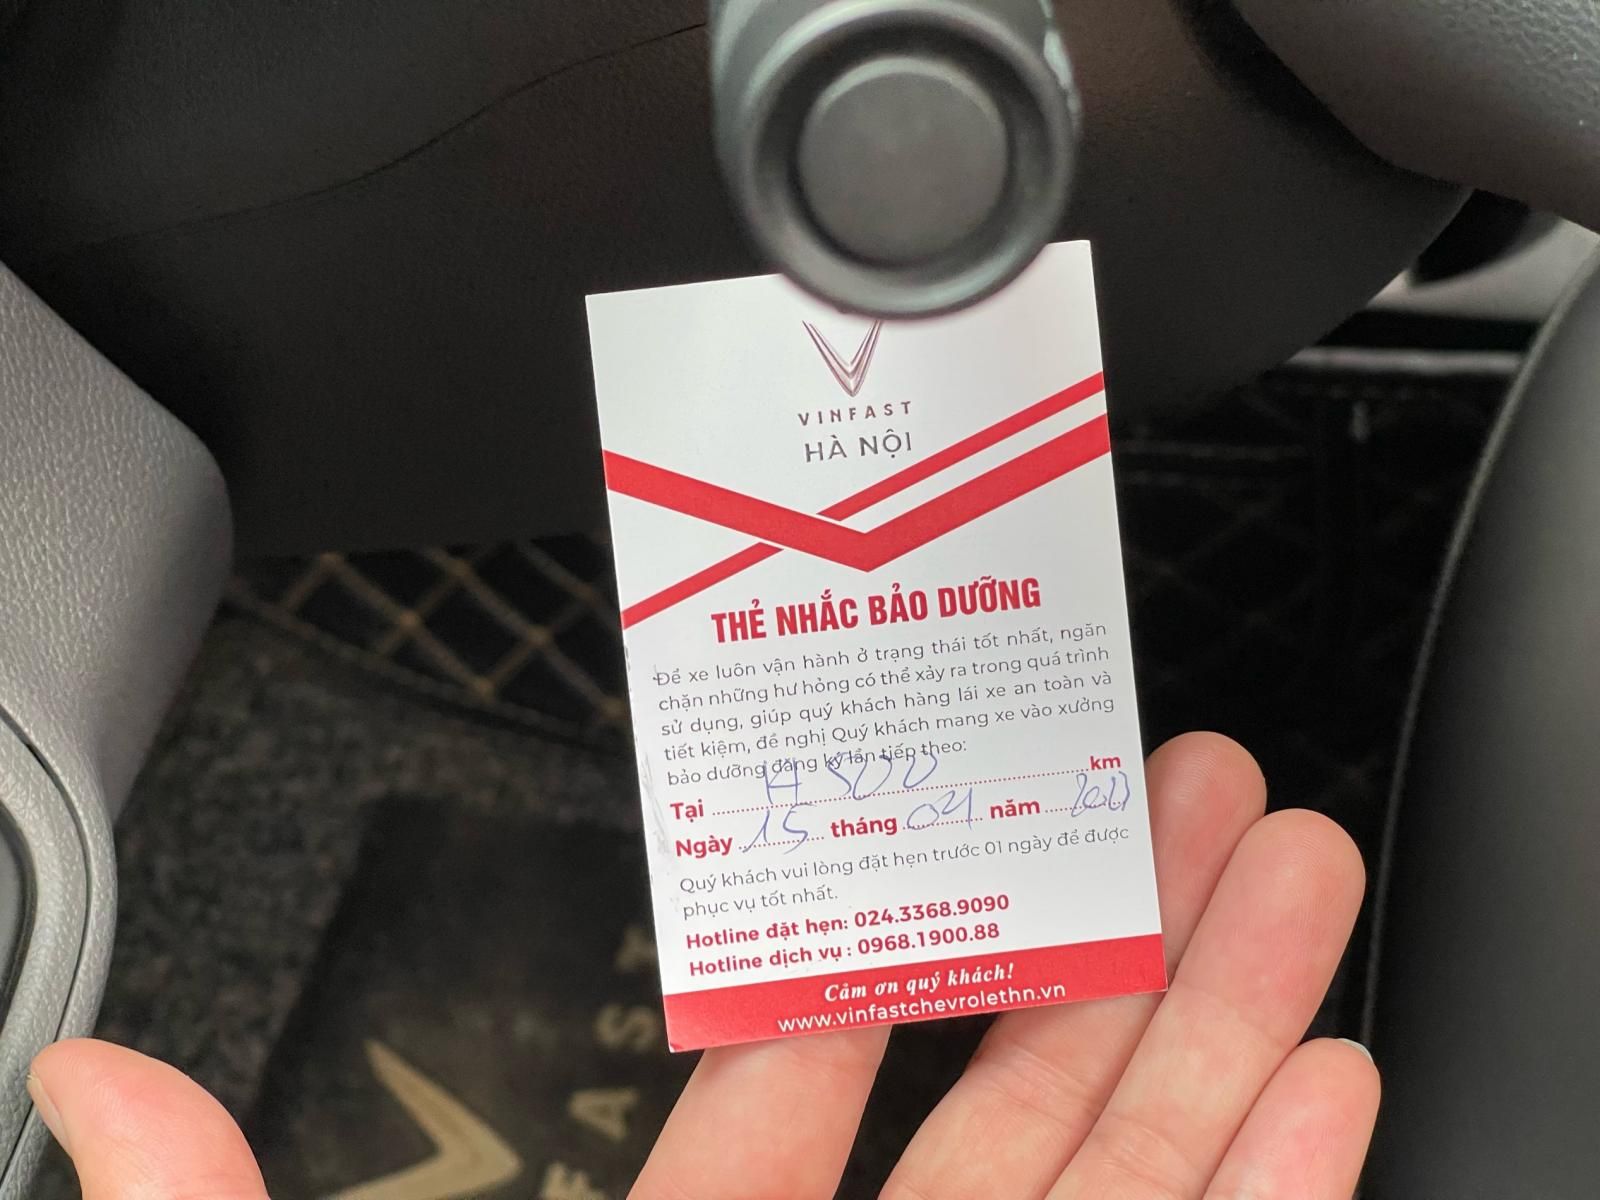 VINFAST
HÀ NỘI
THẺ NHẮC BẢO DƯỠNG
Để xe luôn vận hành ở trạng thái tốt nhất, ngăn
chặn những hư hỏng có thể xảy ra trong quá trình
sử dụng, giúp quý khách hàng lái xe an toàn và
tiết kiệm, đề nghị Quý khách mang xe vào xưởng
bảo dưỡng đăng ký lần tiếp theo:
Tại 14500 km
Ngày 15 tháng 04 năm
Quý khách vui lòng đặt hẹn trước 01 ngày để được
phục vụ tốt nhất.
Hotline đặt hẹn: 024.3368.9090
Hotline dịch vụ : 0968.1900.88
Cảm ơn quý khách!
www.vinfastchevrolethn.vn
FAST